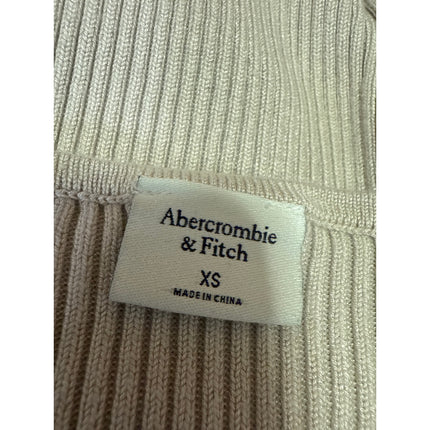 Abercrombie
& Fitch
XS
MADE IN CHINA